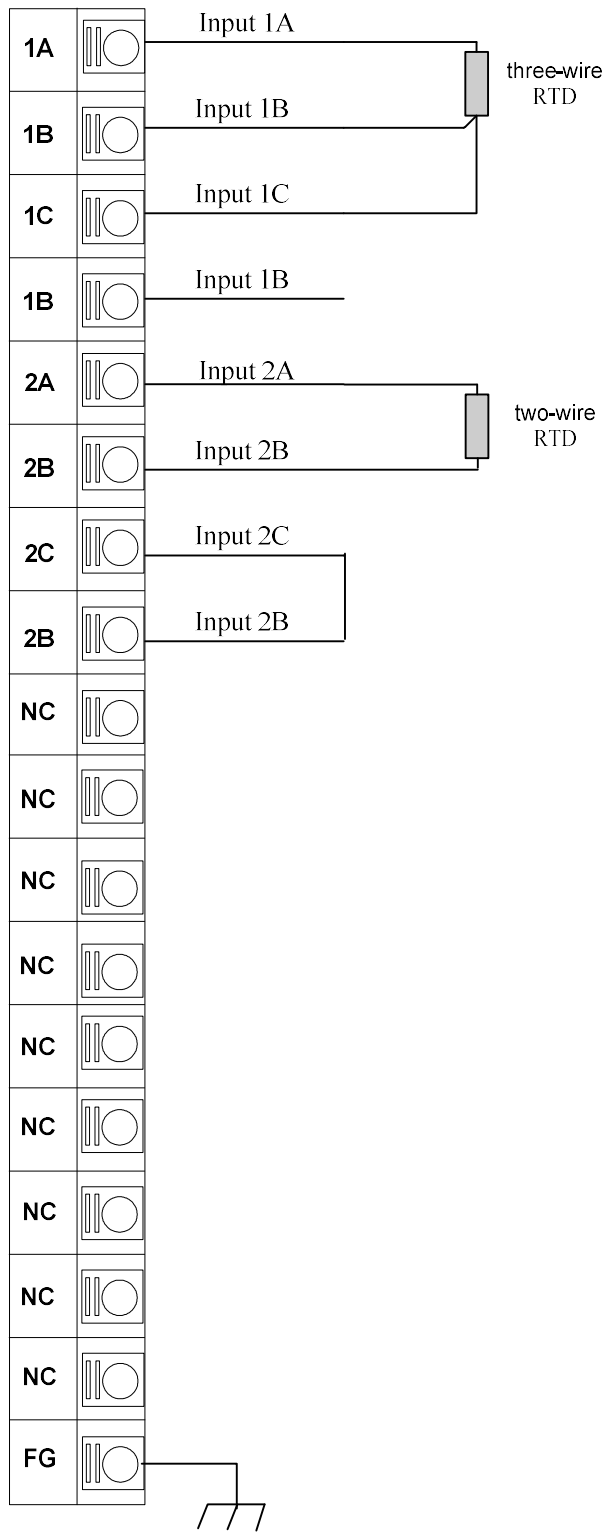 1A
Input 1A
three-wire
RTD
1B
Input 1B
1C
Input 1C
1B
Input 1B
2A
Input 2A
two-wire
RTD
2B
Input 2B
2C
Input 2C
2B
Input 2B
NC
NC
NC
NC
NC
NC
NC
NC
NC
FG